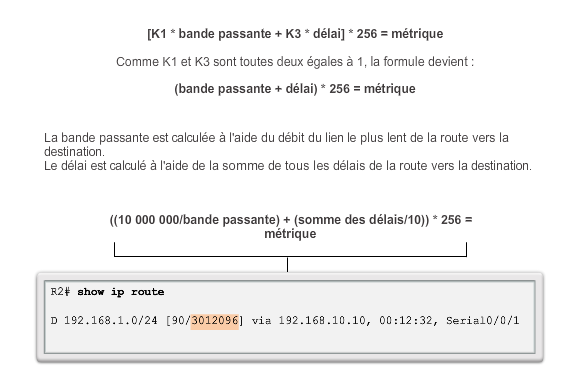 [K1 * bande passante + K3 * délai] * 256 = métrique
Comme K1 et K3 sont toutes deux égales à 1, la formule devient :
(bande passante + délai) * 256 = métrique
La bande passante est calculée à l'aide du débit du lien le plus lent de la route vers la
destination.
Le délai est calculé à l'aide de la somme de tous les délais de la route vers la destination.
((10 000 000/bande passante) + (somme des délais/10)) * 256 =
métrique
R2# show ip route
D 192.168.1.0/24 [90/3012096] via 192.168.10.10, 00:12:32, Serial0/0/1